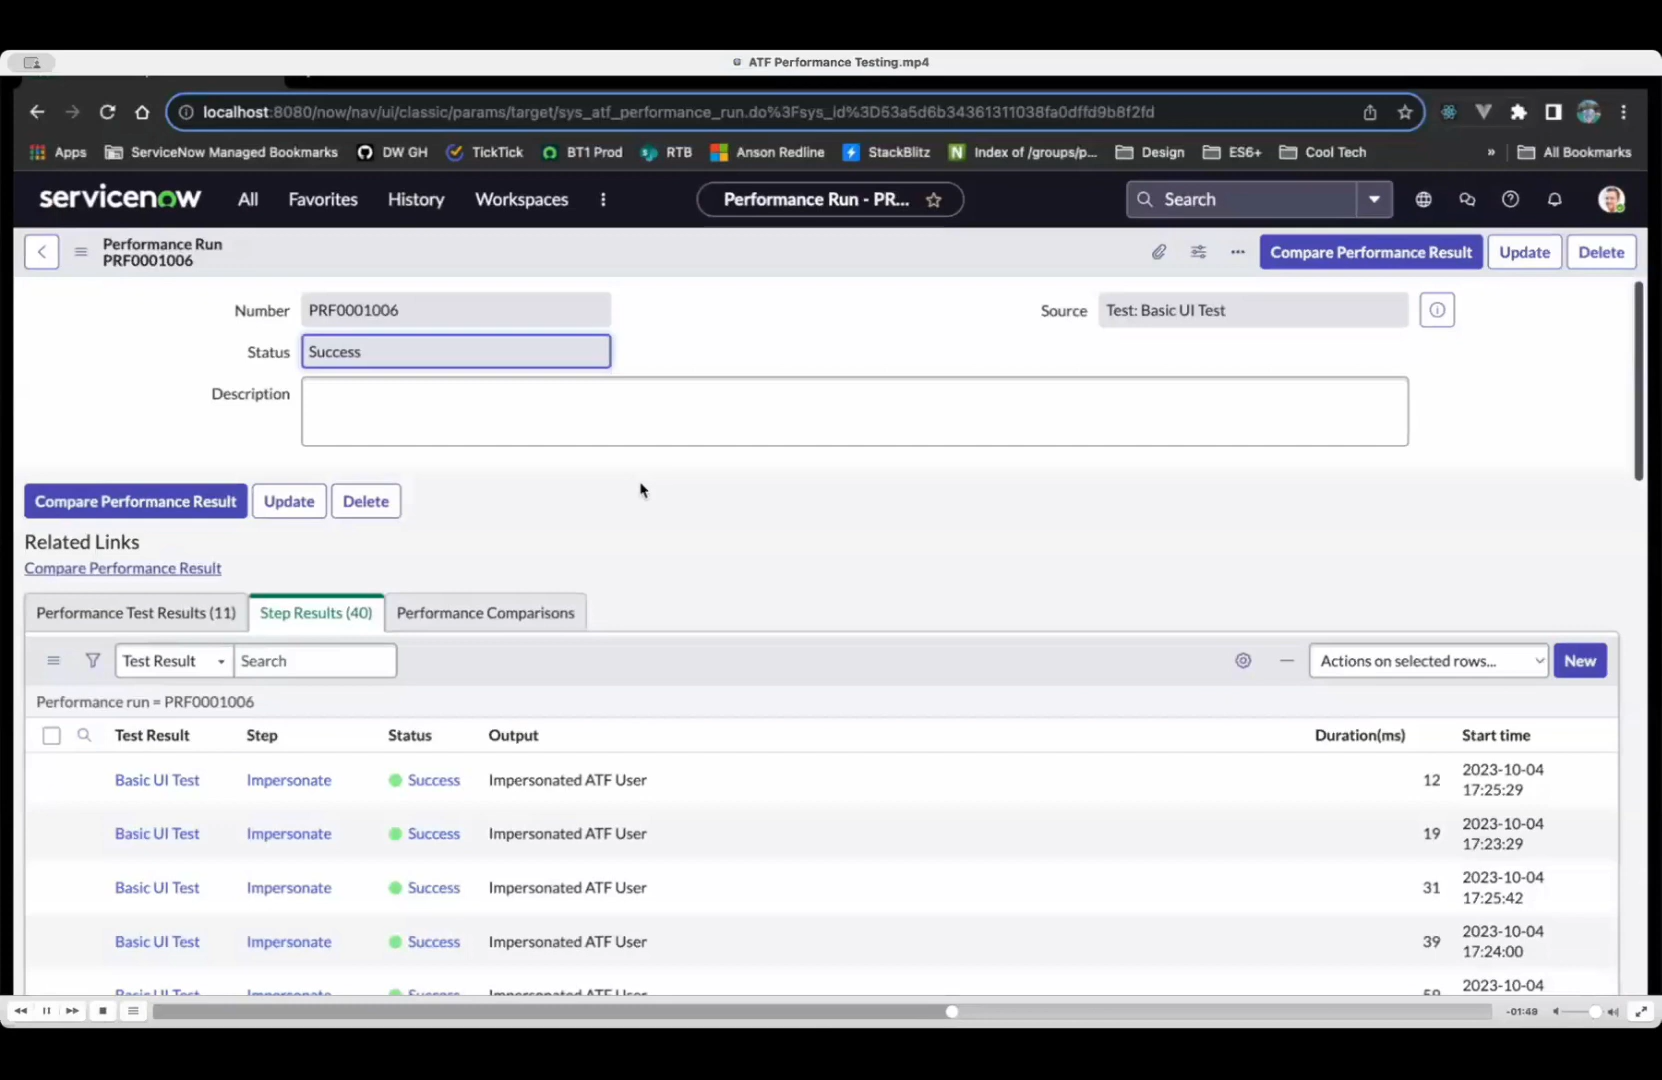 ATF Performance Testing.mp4
localhost:8080/now/nav/ui/classic/params/target/sys_atf_performance_run.do%3Fsys_id%3D53a5d6b34361311038fa0dffd9b8f2fd
Apps ServiceNow Managed Bookmarks DW GH TickTick BT1 Prod RTB Anson Redline StackBlitz Index of /groups/p... Design ES6+ Cool Tech » All Bookmarks
servicenow All Favorites History Workspaces Performance Run - PR... Search
Performance Run
PRF0001006
Compare Performance Result Update Delete
Number PRF0001006 Source Test: Basic UI Test
Status Success
Description
Compare Performance Result Update Delete
Related Links
Compare Performance Result
Performance Test Results (11) Step Results (40) Performance Comparisons
Test Result Search Actions on selected rows... New
Performance run = PRF0001006
Test Result Step Status Output Duration(ms) Start time
Basic UI Test Impersonate Success Impersonated ATF User 12 2023-10-04 17:25:29
Basic UI Test Impersonate Success Impersonated ATF User 19 2023-10-04 17:23:29
Basic UI Test Impersonate Success Impersonated ATF User 31 2023-10-04 17:25:42
Basic UI Test Impersonate Success Impersonated ATF User 39 2023-10-04 17:24:00
Basic UI Test Impersonate Success Impersonated ATF User 2023-10-04
-01:48